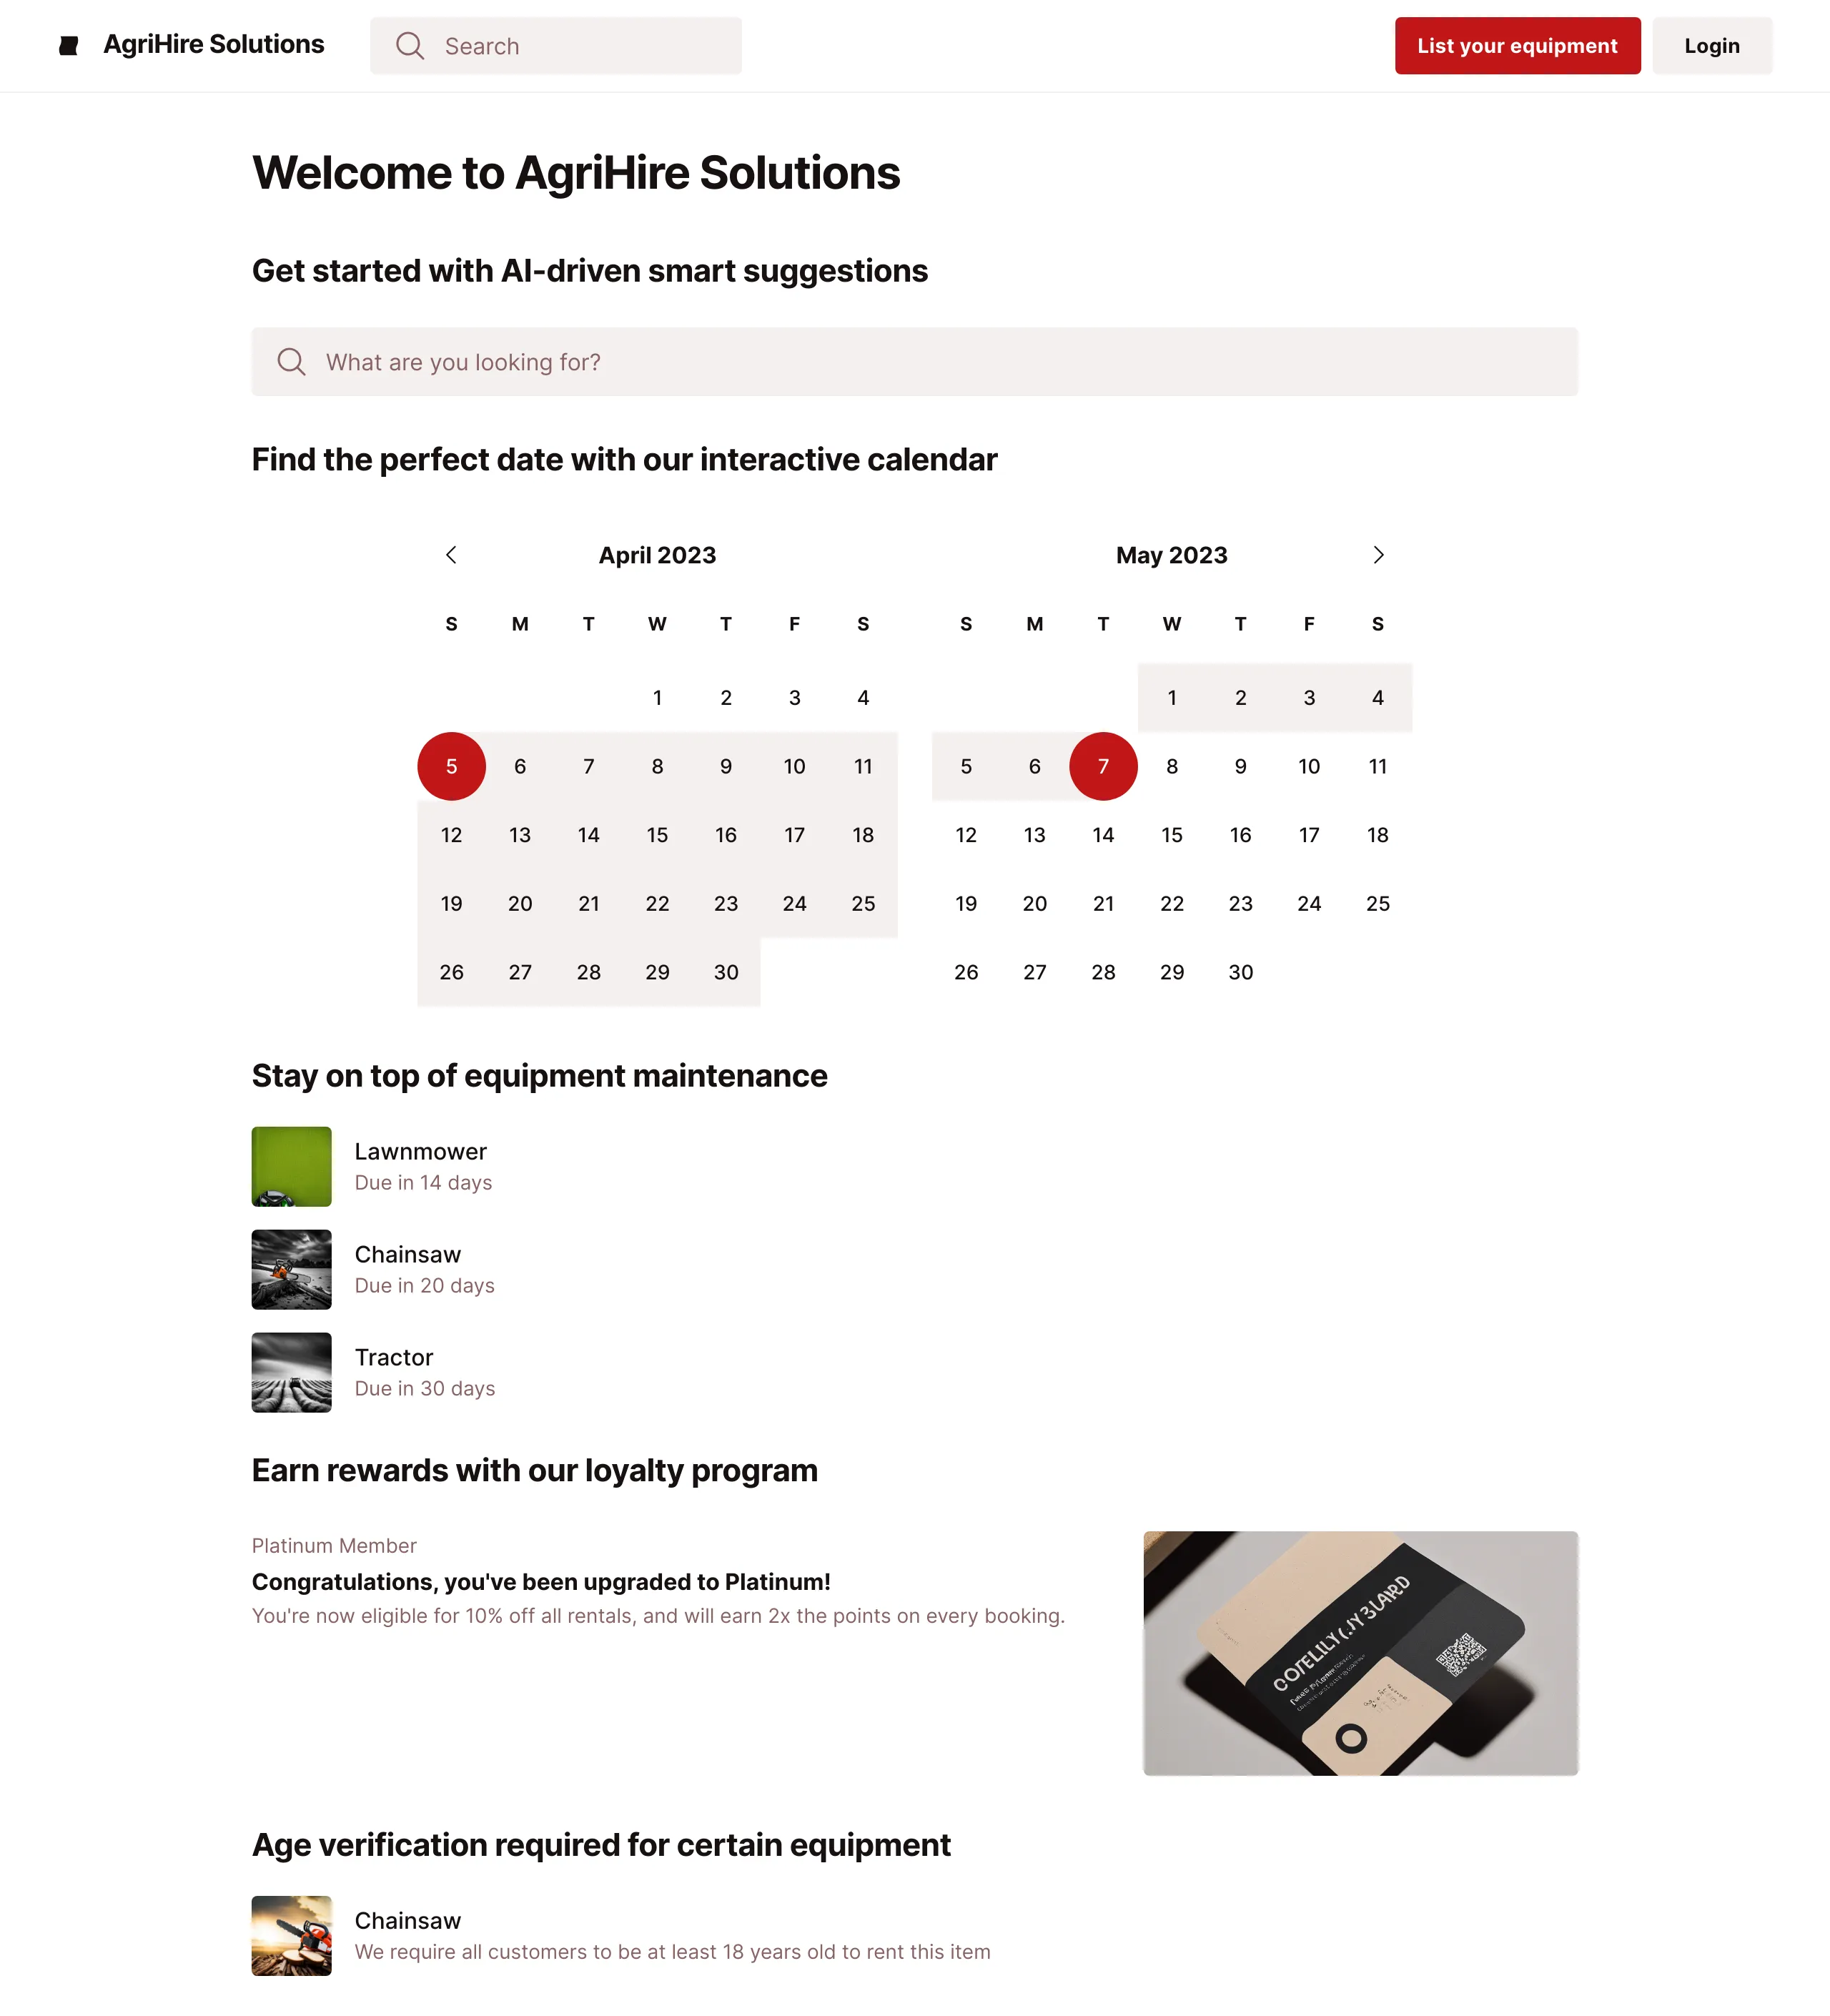 AgriHire Solutions
Search
List your equipment
Login
Welcome to AgriHire Solutions
Get started with AI-driven smart suggestions
What are you looking for?
Find the perfect date with our interactive calendar
April 2023
S M T W T F S
1 2 3 4
5 6 7 8 9 10 11
12 13 14 15 16 17 18
19 20 21 22 23 24 25
26 27 28 29 30
May 2023
S M T W T F S
1 2 3 4
5 6 7 8 9 10 11
12 13 14 15 16 17 18
19 20 21 22 23 24 25
26 27 28 29 30
Stay on top of equipment maintenance
Lawnmower
Due in 14 days
Chainsaw
Due in 20 days
Tractor
Due in 30 days
Earn rewards with our loyalty program
Platinum Member
Congratulations, you've been upgraded to Platinum!
You're now eligible for 10% off all rentals, and will earn 2x the points on every booking.
Age verification required for certain equipment
Chainsaw
We require all customers to be at least 18 years old to rent this item